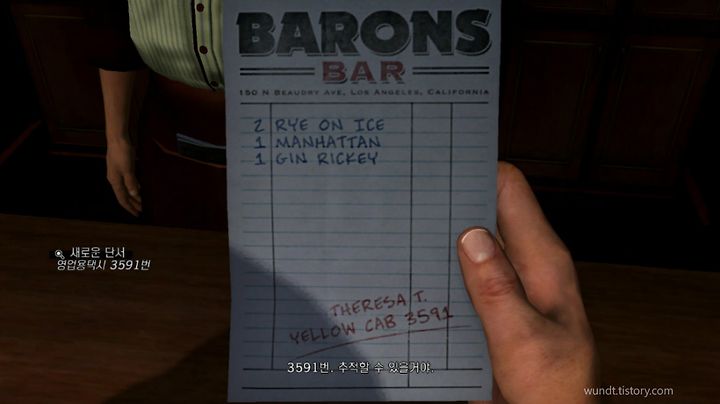 BARONS
BAR
150 N BEAUDRY AVE, LOS ANGELES, CALIFORNIA
2 RYE ON ICE
1 MANHATTAN
1 GIN RICKEY
새로운 단서
영업용택시 3591번
THERESA T.
YELLOW CAB 3591
3591번. 추적할 수 있을거야.
wundt.tistory.com